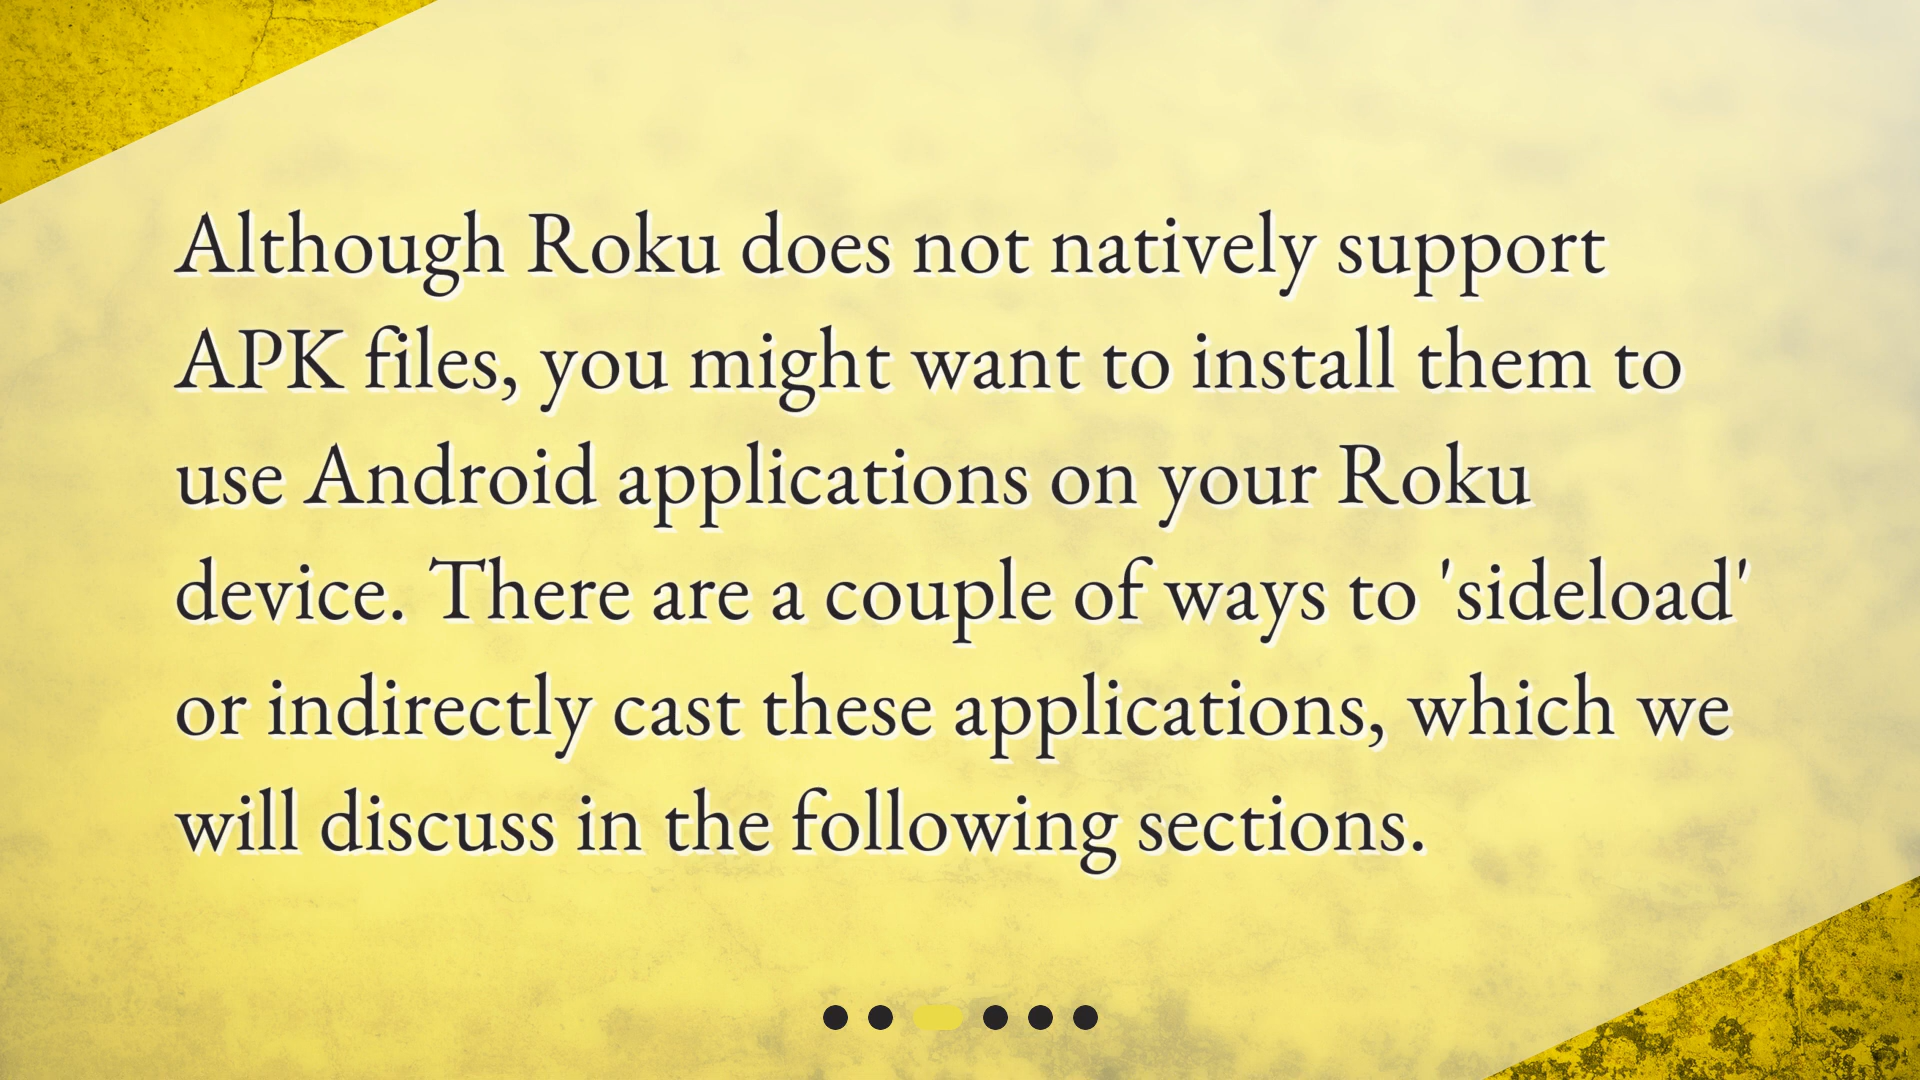 Although Roku does not natively support
APK files, you might want to install them to
use Android applications on your Roku
device. There are a couple of ways to 'sideload'
or indirectly cast these applications, which we
will discuss in the following sections.